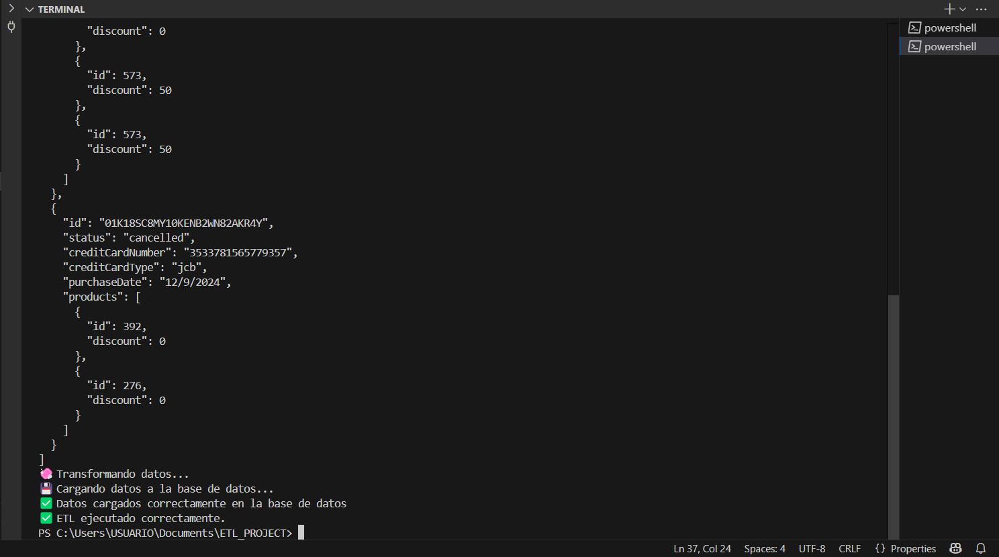 TERMINAL
powershell
powershell
"discount": 0
},
{
"id": 573,
"discount": 50
},
{
"id": 573,
"discount": 50
}
]
},
{
"id": "01K18SC8MY10KENB2WN82AKR4Y",
"status": "cancelled",
"creditCardNumber": "3533781565779357",
"creditCardType": "jcb",
"purchaseDate": "12/9/2024",
"products": [
{
"id": 392,
"discount": 0
},
{
"id": 276,
"discount": 0
}
]
}
]
Transformando datos...
Cargando datos a la base de datos...
Datos cargados correctamente en la base de datos
ETL ejecutado correctamente.
PS C:\Users\USUARIO\Documents\ETL_PROJECT>
Ln 37, Col 24 Spaces: 4 UTF-8 CRLF {} Properties